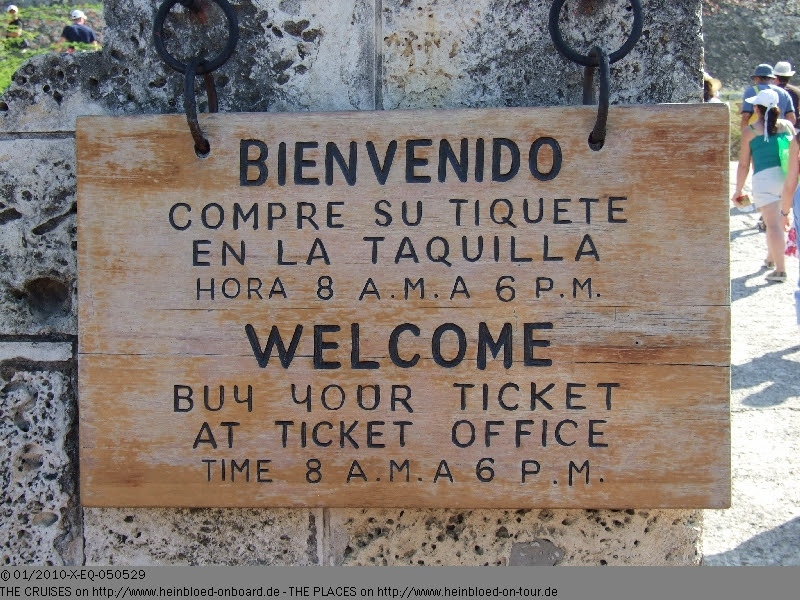 BIENVENIDO
COMPRE SU TIQUETE
EN LA TAQUILLA
HORA 8 A.M. A 6 P.M.
WELCOME
BUY YOUR TICKET
AT TICKET OFFICE
TIME 8 A.M. A 6 P.M.
© 01/2010-X-EQ-050529
THE CRUISES on http://www.heinbloed-onboard.de - THE PLACES on http://www.heinbloed-on-tour.de